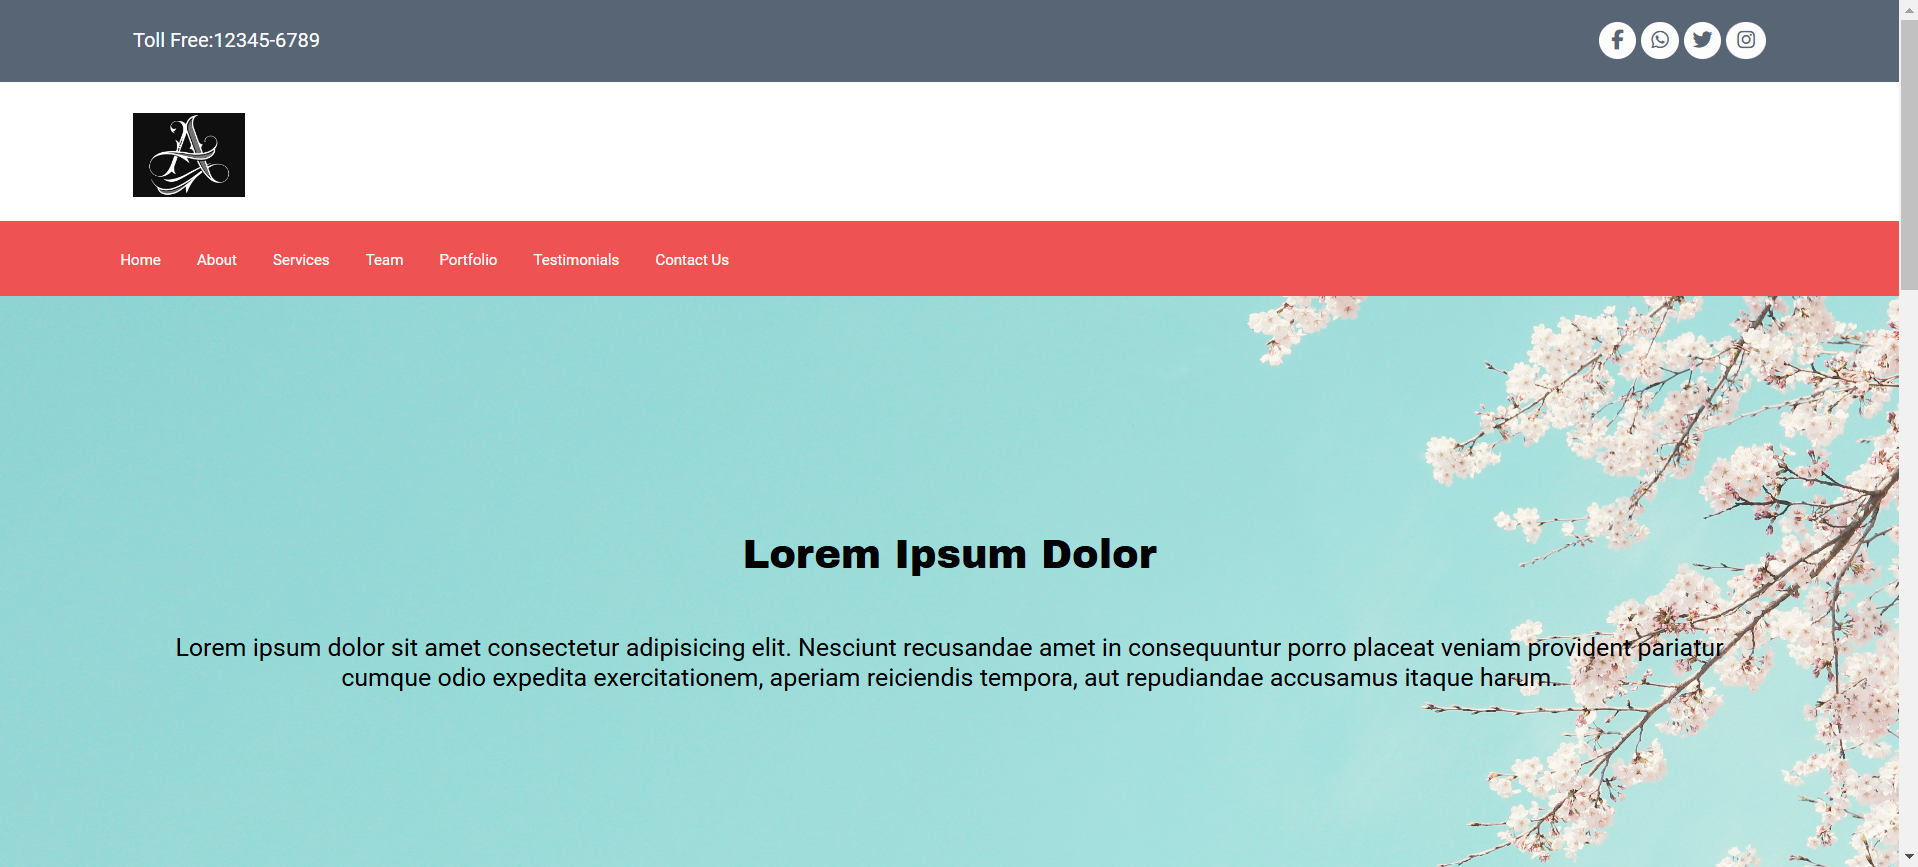 Toll Free:12345-6789
A
Home About Services Team Portfolio Testimonials Contact Us
Lorem Ipsum Dolor
Lorem ipsum dolor sit amet consectetur adipisicing elit. Nesciunt recusandae amet in consequuntur porro placeat veniam provident pariatur
cumque odio expedita exercitationem, aperiam reiciendis tempora, aut repudiandae accusamus itaque harum.